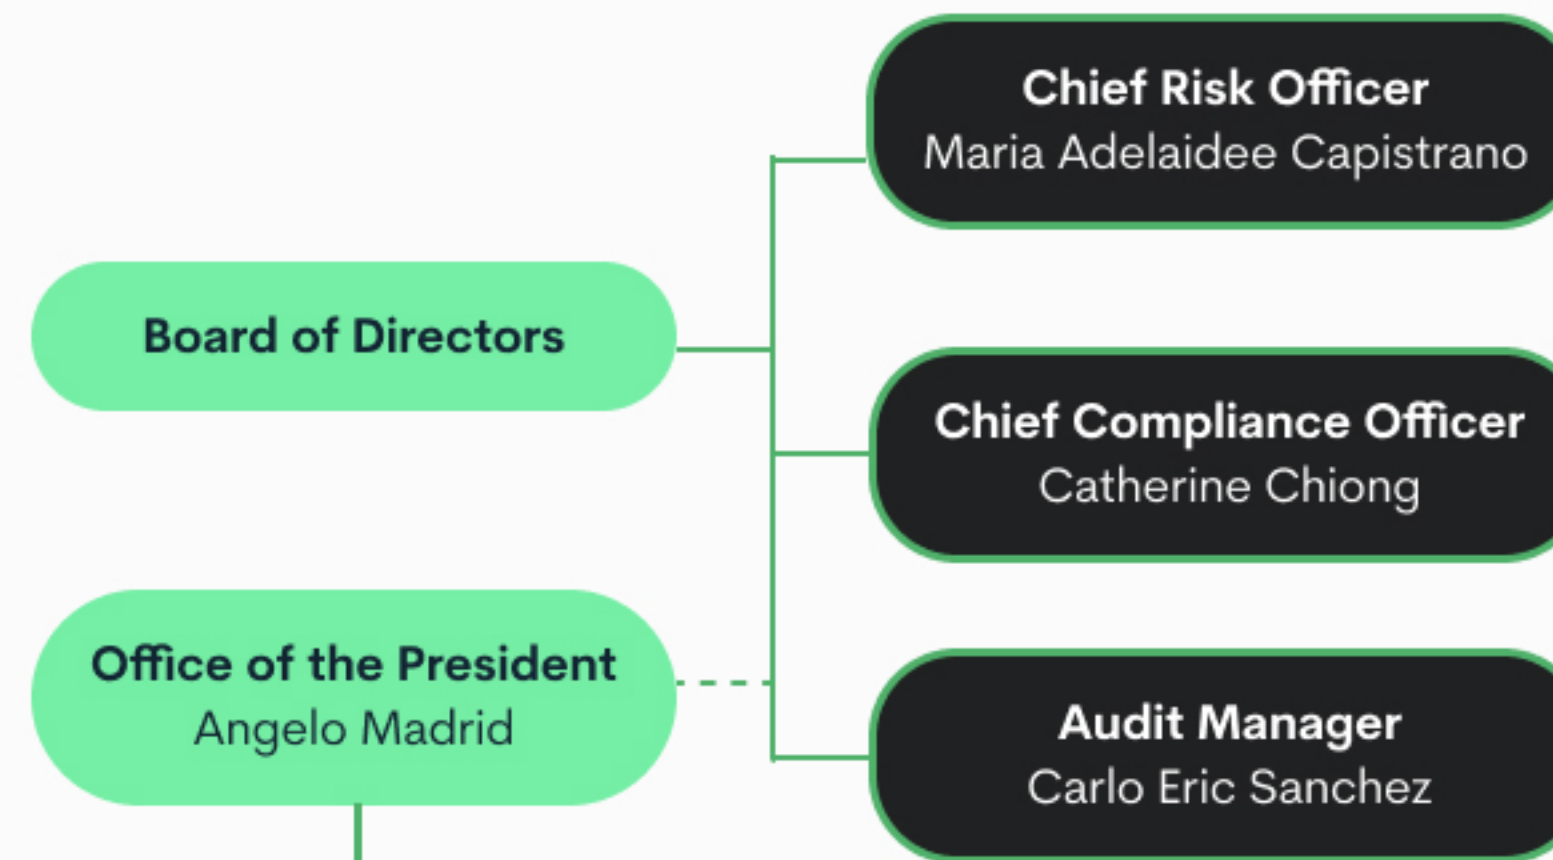 Chief Risk Officer
Maria Adelaidee Capistrano
Board of Directors
Chief Compliance Officer
Catherine Chiong
Office of the President
Angelo Madrid
Audit Manager
Carlo Eric Sanchez